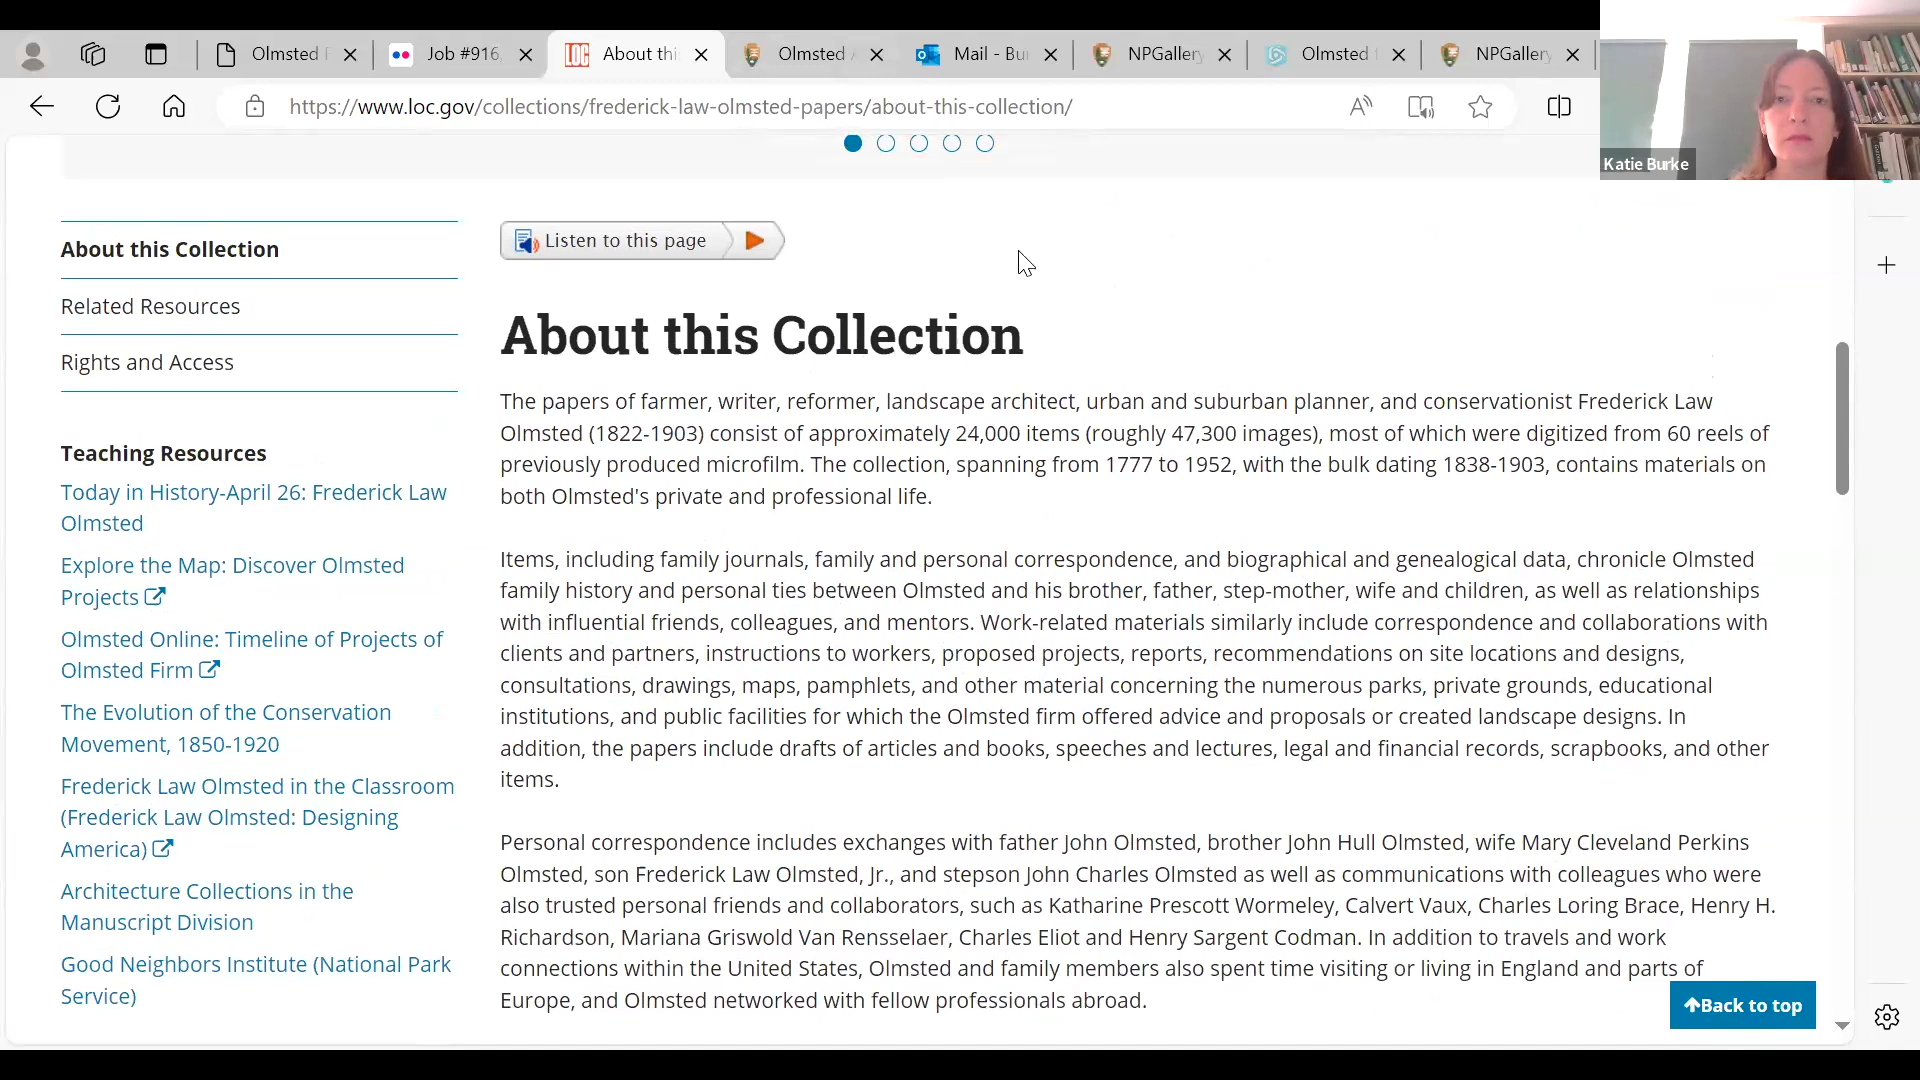 Olmsted
Job #916
About thi
Olmsted
Mail - Bu
NPGallery
Olmsted
NPGallery
https://www.loc.gov/collections/frederick-law-olmsted-papers/about-this-collection/
Katie Burke
About this Collection
Related Resources
Rights and Access
Teaching Resources
Today in History-April 26: Frederick Law
Olmsted
Explore the Map: Discover Olmsted
Projects
Olmsted Online: Timeline of Projects of
Olmsted Firm
The Evolution of the Conservation
Movement, 1850-1920
Frederick Law Olmsted in the Classroom
(Frederick Law Olmsted: Designing
America)
Architecture Collections in the
Manuscript Division
Good Neighbors Institute (National Park
Service)
Listen to this page
About this Collection
The papers of farmer, writer, reformer, landscape architect, urban and suburban planner, and conservationist Frederick Law
Olmsted (1822-1903) consist of approximately 24,000 items (roughly 47,300 images), most of which were digitized from 60 reels of
previously produced microfilm. The collection, spanning from 1777 to 1952, with the bulk dating 1838-1903, contains materials on
both Olmsted's private and professional life.
Items, including family journals, family and personal correspondence, and biographical and genealogical data, chronicle Olmsted
family history and personal ties between Olmsted and his brother, father, step-mother, wife and children, as well as relationships
with influential friends, colleagues, and mentors. Work-related materials similarly include correspondence and collaborations with
clients and partners, instructions to workers, proposed projects, reports, recommendations on site locations and designs,
consultations, drawings, maps, pamphlets, and other material concerning the numerous parks, private grounds, educational
institutions, and public facilities for which the Olmsted firm offered advice and proposals or created landscape designs. In
addition, the papers include drafts of articles and books, speeches and lectures, legal and financial records, scrapbooks, and other
items.
Personal correspondence includes exchanges with father John Olmsted, brother John Hull Olmsted, wife Mary Cleveland Perkins
Olmsted, son Frederick Law Olmsted, Jr., and stepson John Charles Olmsted as well as communications with colleagues who were
also trusted personal friends and collaborators, such as Katharine Prescott Wormeley, Calvert Vaux, Charles Loring Brace, Henry H.
Richardson, Mariana Griswold Van Rensselaer, Charles Eliot and Henry Sargent Codman. In addition to travels and work
connections within the United States, Olmsted and family members also spent time visiting or living in England and parts of
Europe, and Olmsted networked with fellow professionals abroad.
Back to top